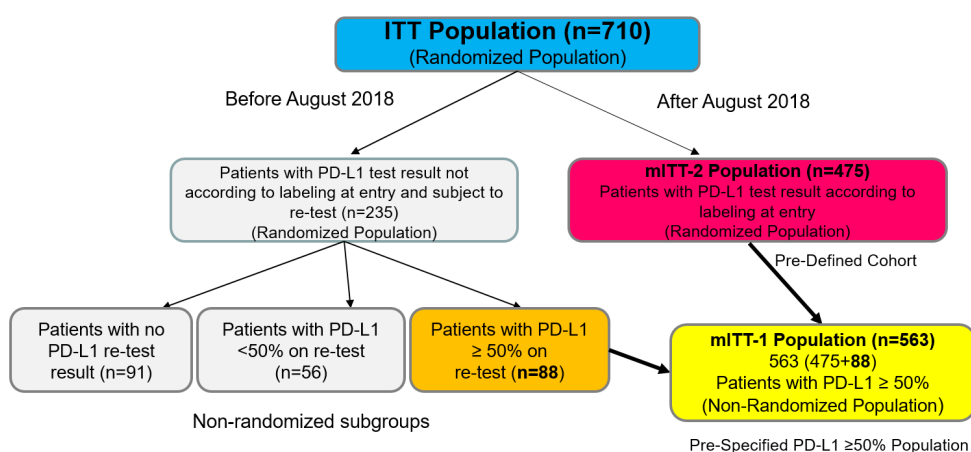 ITT Population (n=710)
(Randomized Population)
Before August 2018
After August 2018
Patients with PD-L1 test result not
according to labeling at entry and subject to
re-test (n=235)
(Randomized Population)
mITT-2 Population (n=475)
Patients with PD-L1 test result according to
labeling at entry
(Randomized Population)
Pre-Defined Cohort
Patients with no
PD-L1 re-test
result (n=91)
Patients with PD-L1
<50% on re-test
(n=56)
Patients with PD-L1
≥ 50% on
re-test (n=88)
mITT-1 Population (n=563)
563 (475+88)
Patients with PD-L1 ≥ 50%
(Non-Randomized Population)
Non-randomized subgroups
Pre-Specified PD-L1 ≥50% Population